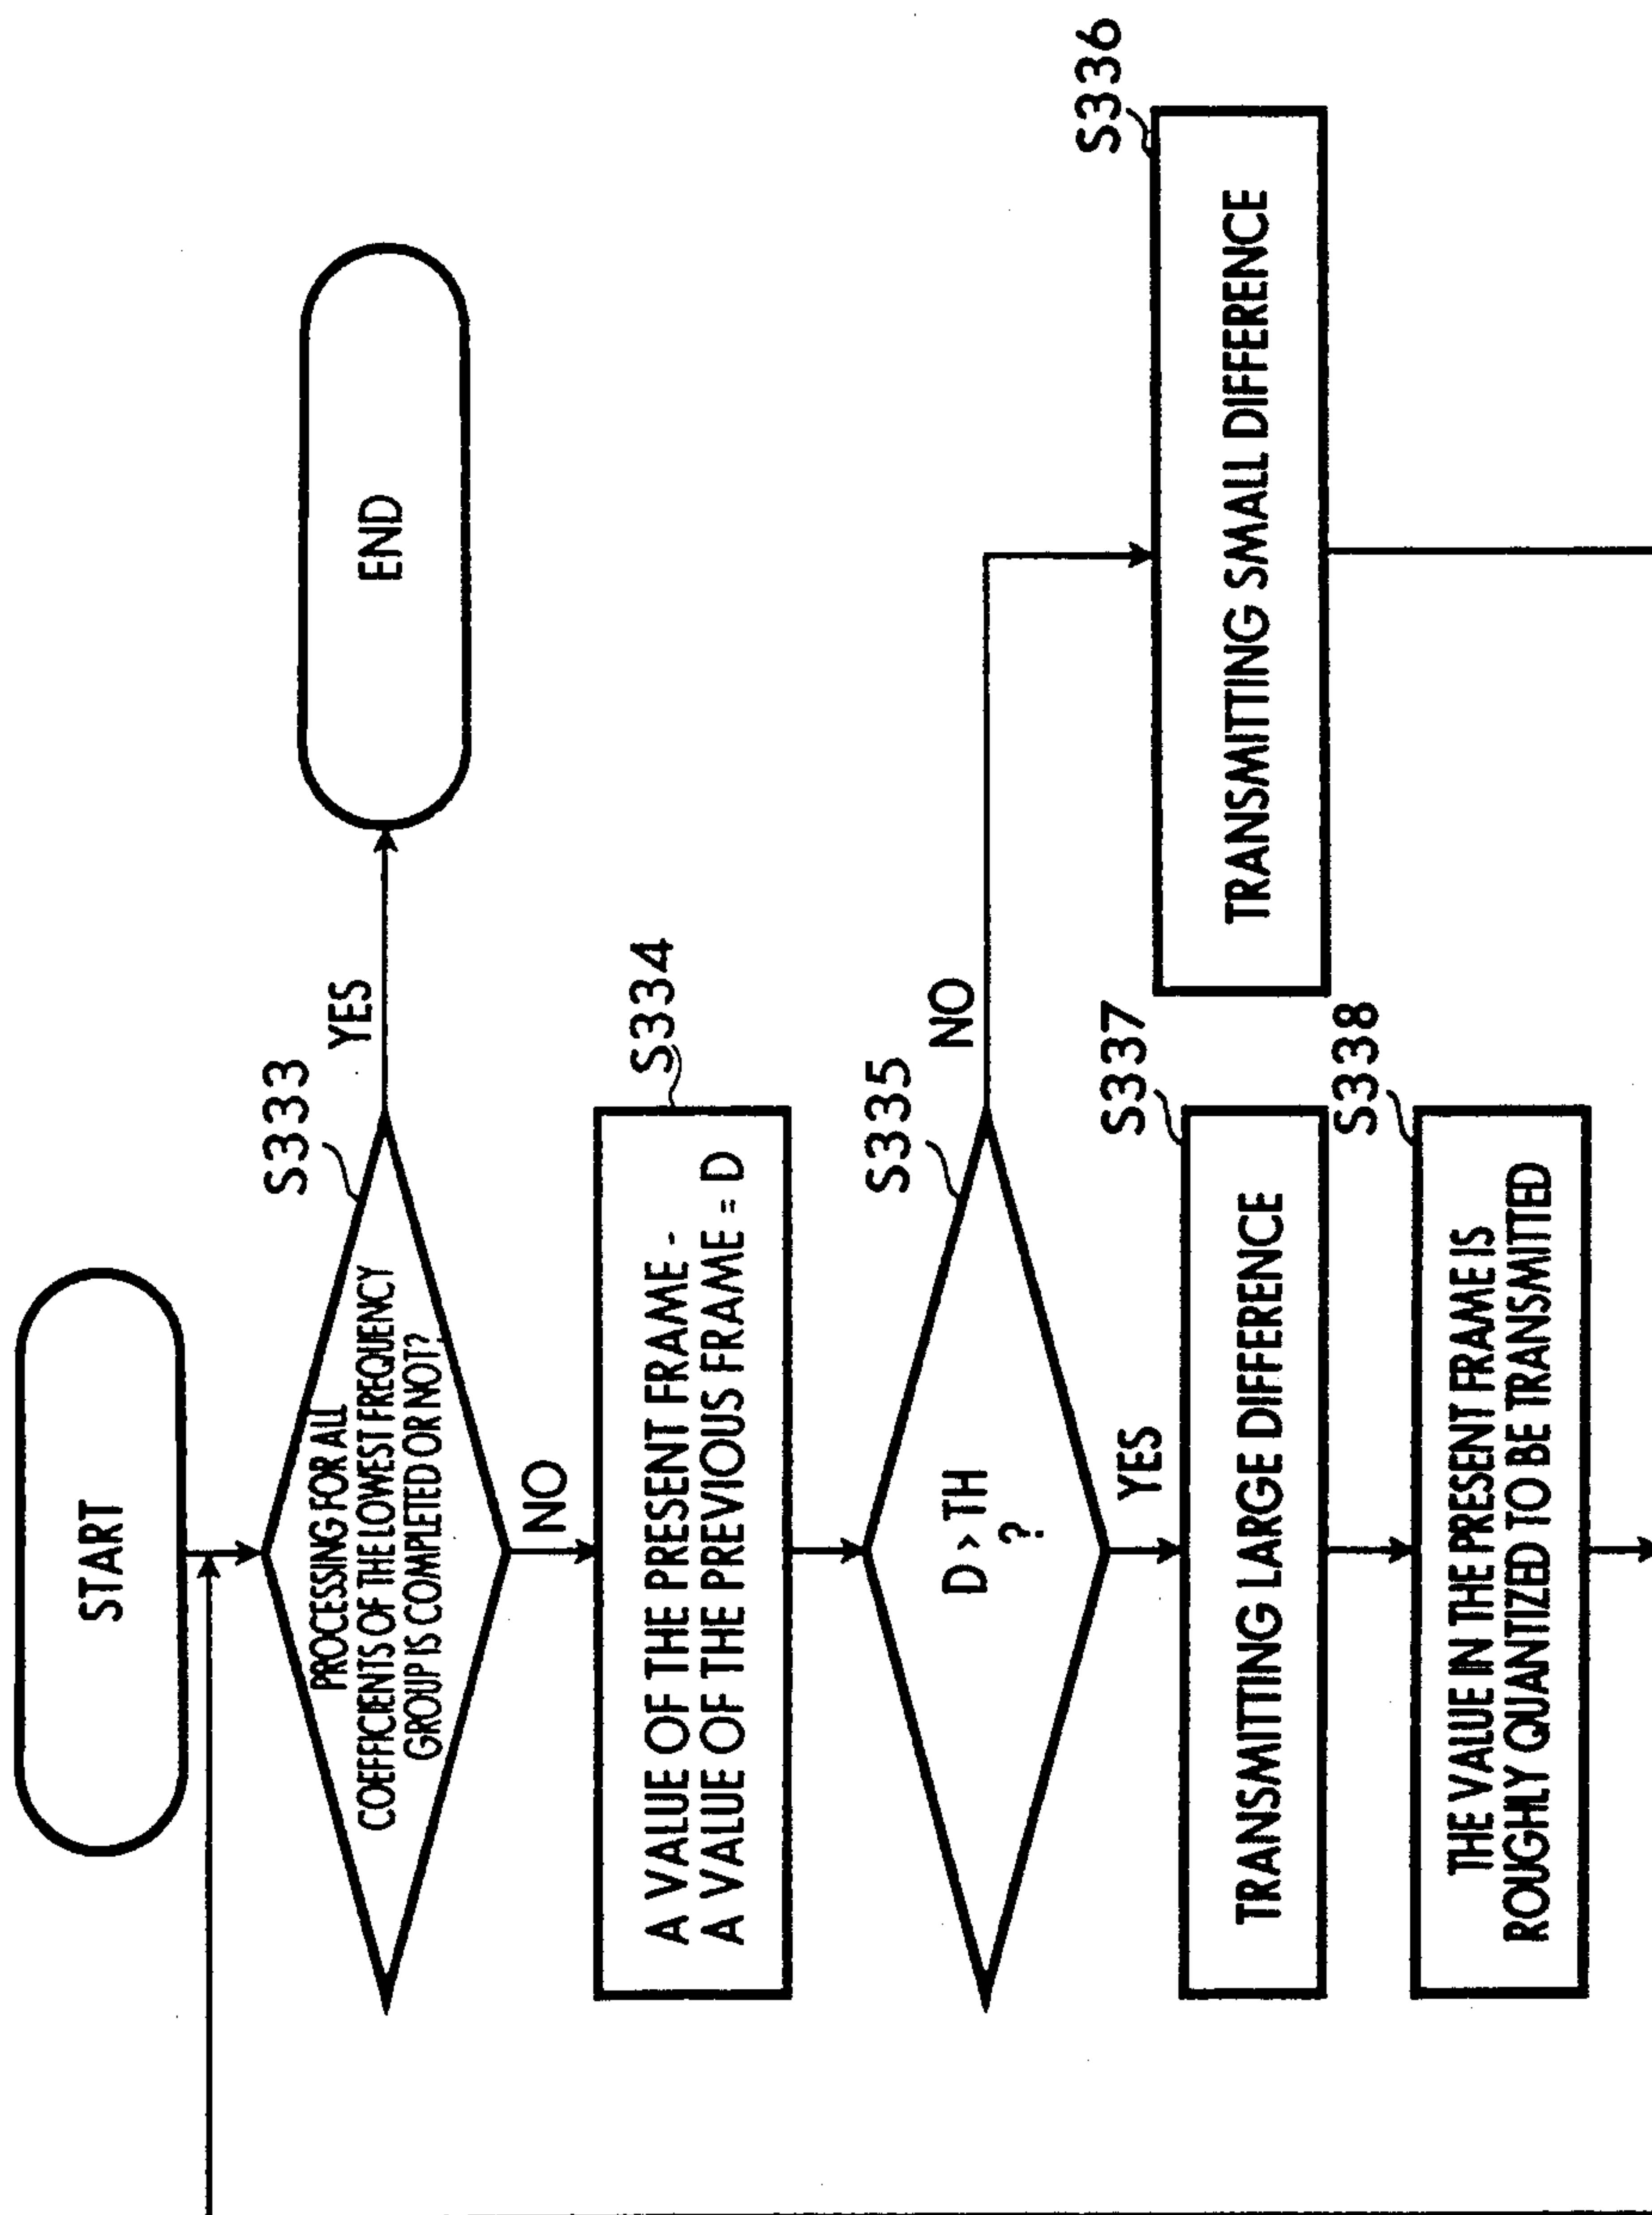 START
S333
PROCESSING FOR ALL
COEFFICIENTS OF THE LOWEST FREQUENCY
GROUP IS COMPLETED OR NOT?
YES
END
NO
S334
A VALUE OF THE PRESENT FRAME -
A VALUE OF THE PREVIOUS FRAME = D
S335
D > TH
?
NO
YES
S336
TRANSMITTING SMALL DIFFERENCE
S337
TRANSMITTING LARGE DIFFERENCE
S338
THE VALUE IN THE PRESENT FRAME IS
ROUGHLY QUANTIZED TO BE TRANSMITTED